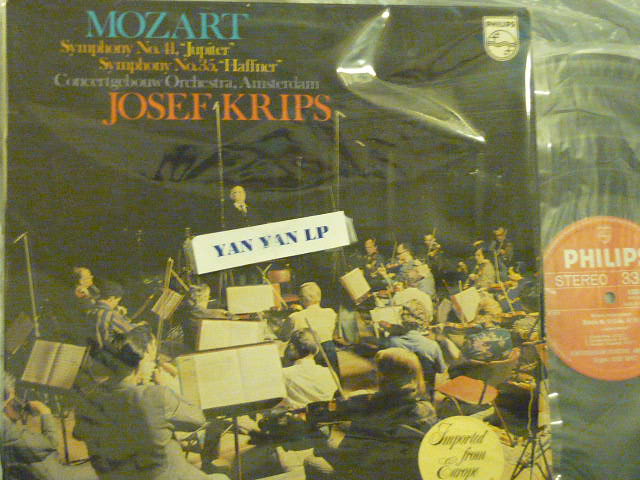 MOZART
Symphony No. 41, "Jupiter"
Symphony No. 35, "Haffner"
Concertgebouw Orchestra, Amsterdam
JOSEF KRIPS
PHILIPS
YAN YAN LP
Imported
from
Europe
PHILIPS
STEREO 33